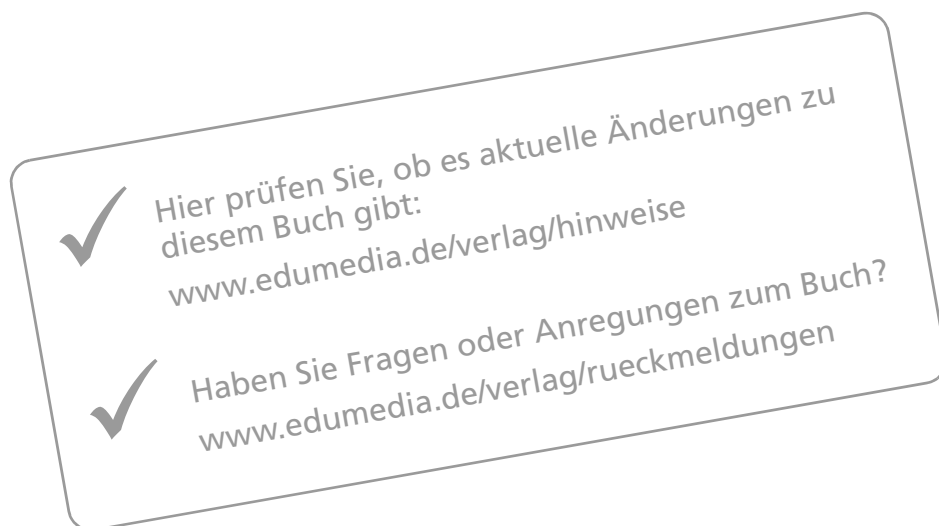 Hier prüfen Sie, ob es aktuelle Änderungen zu
diesem Buch gibt:
www.edumedia.de/verlag/hinweise
Haben Sie Fragen oder Anregungen zum Buch?
www.edumedia.de/verlag/rueckmeldungen